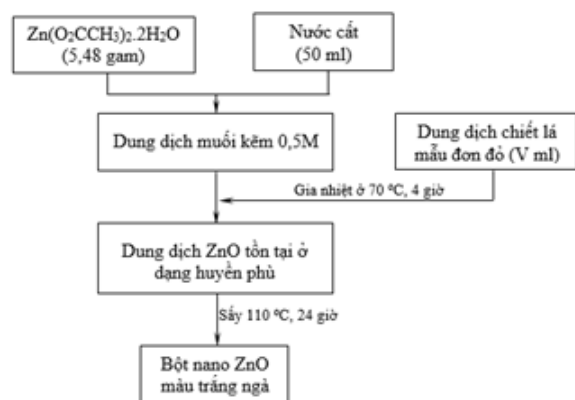 Zn(O₂CCH₃)₂.2H₂O
(5,48 gam)
Nước cất
(50 ml)
Dung dịch muối kẽm 0,5M
Dung dịch chiết lá
mẫu đơn đỏ (V ml)
Gia nhiệt ở 70 ⁰C, 4 giờ
Dung dịch ZnO tồn tại ở
dạng huyền phù
Sấy 110 ⁰C, 24 giờ
Bột nano ZnO
màu trắng ngà